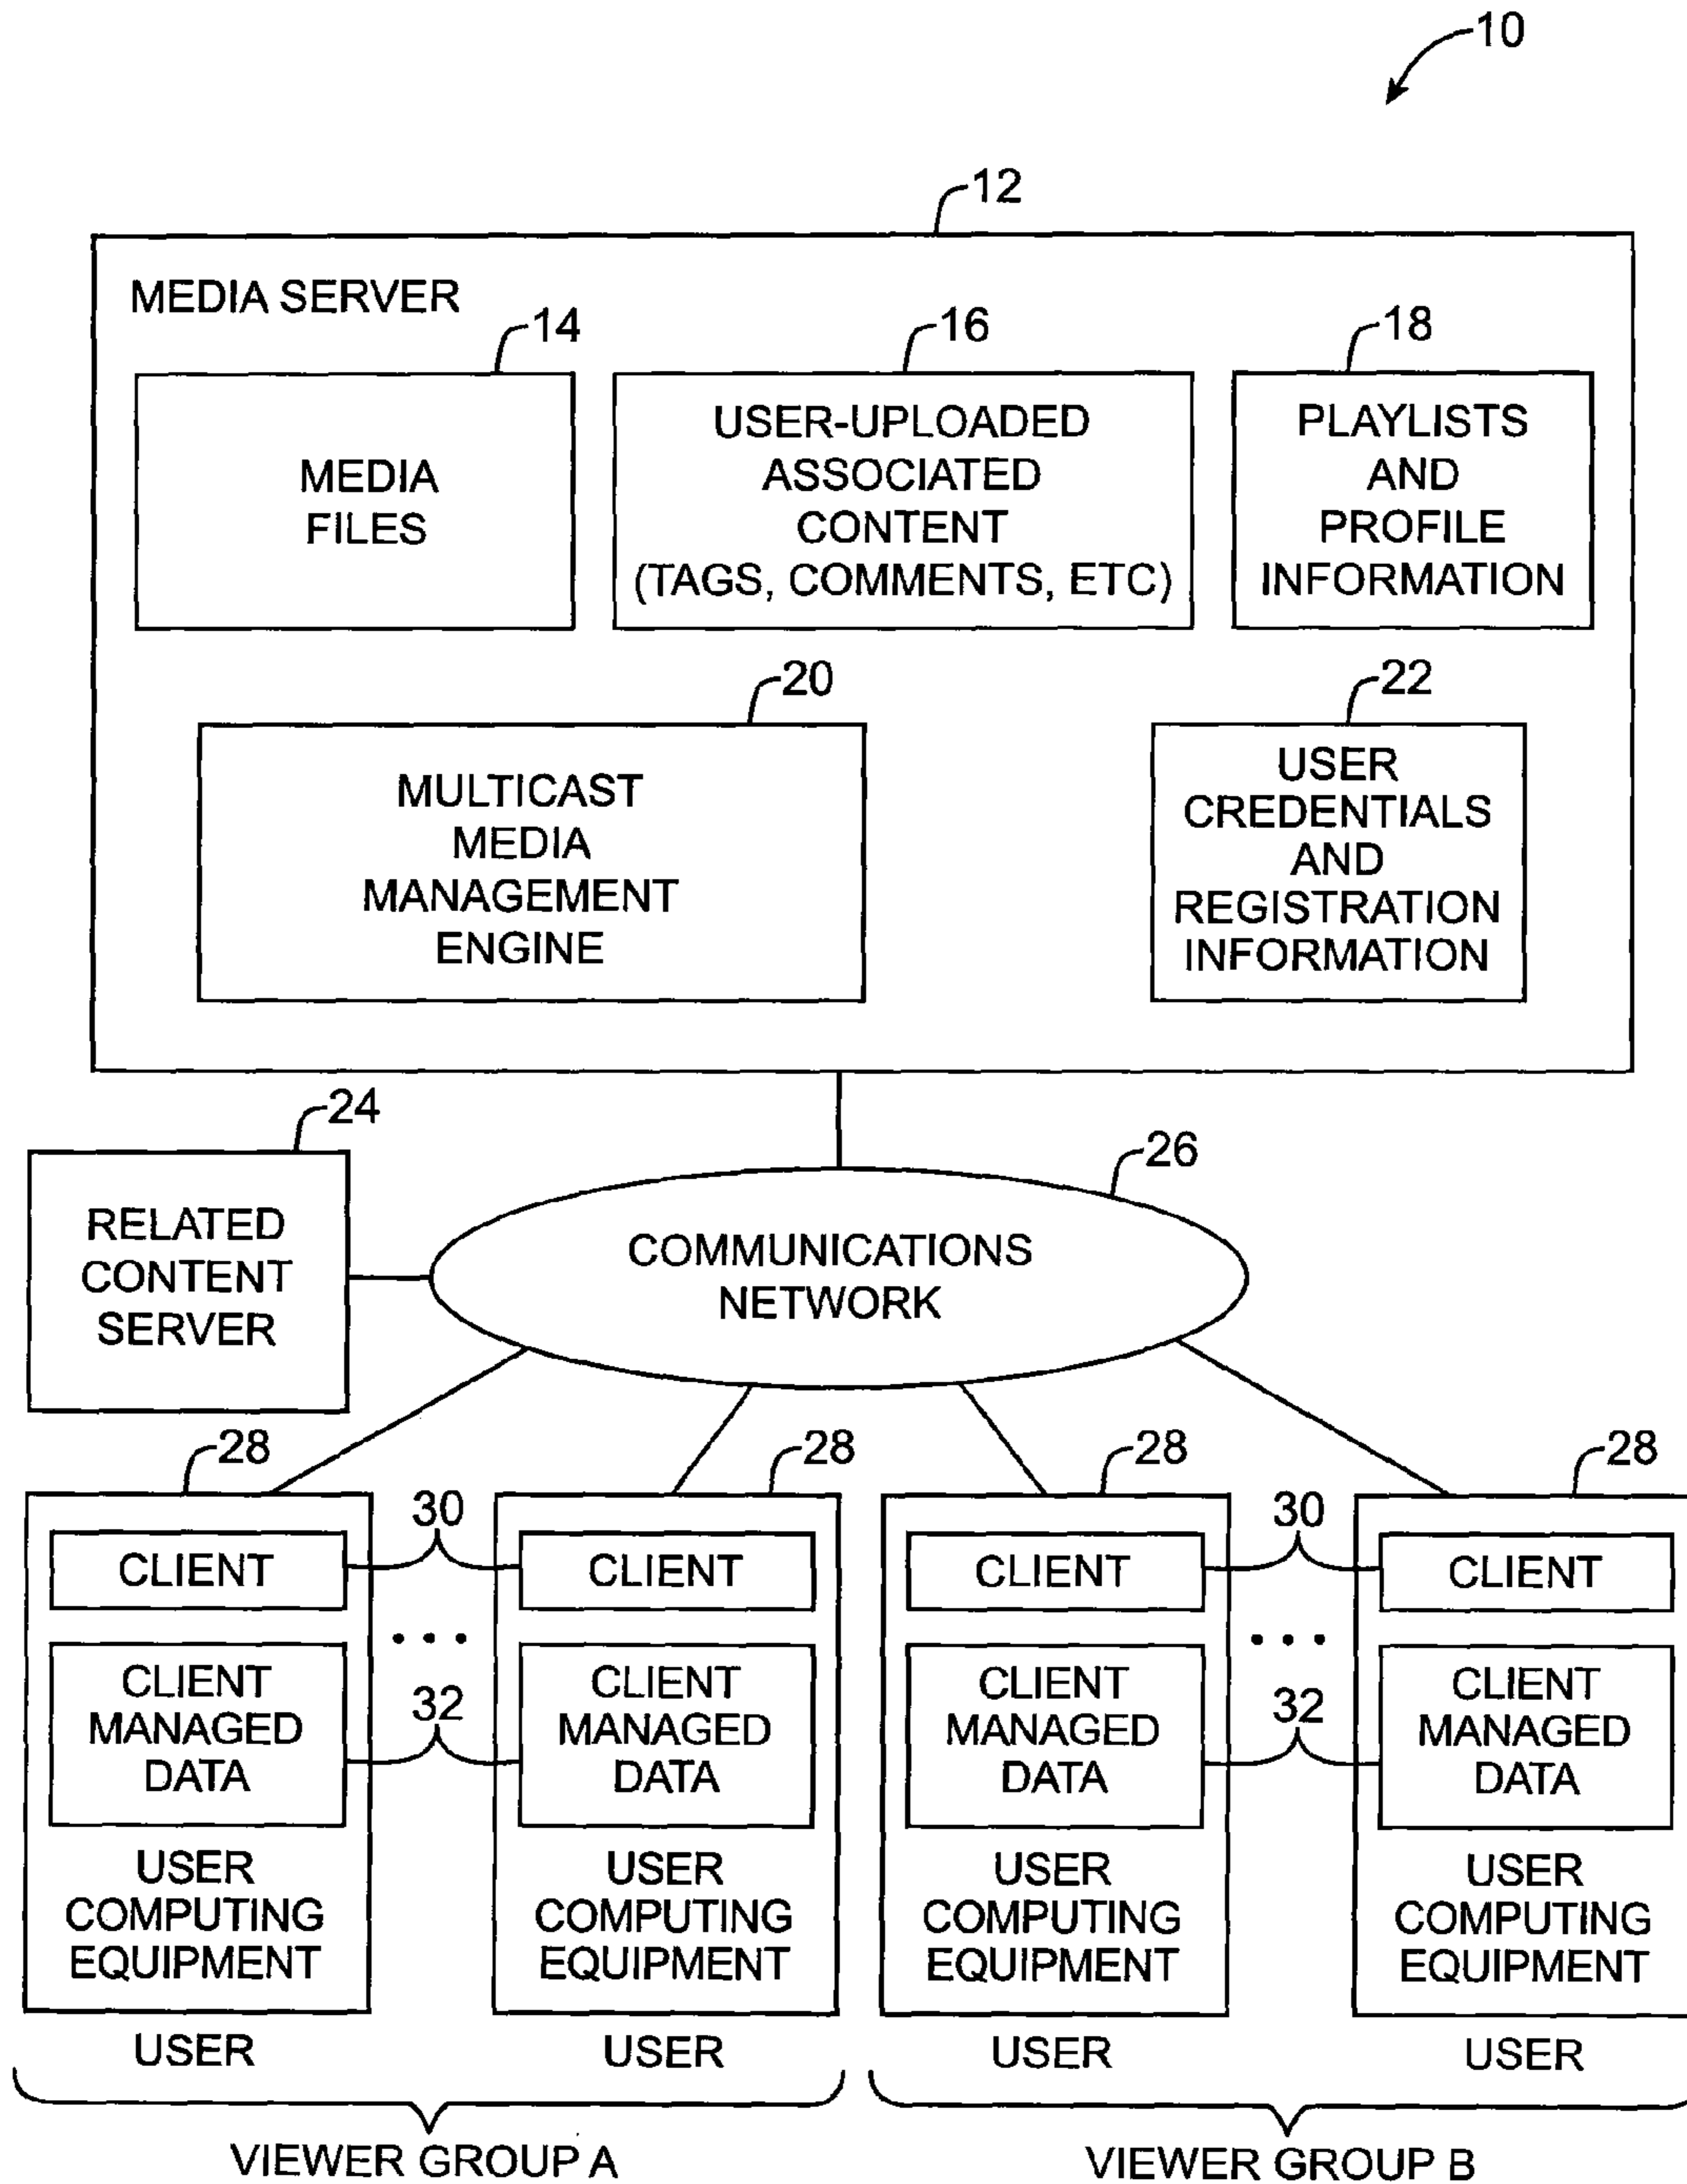 10
12
MEDIA SERVER
14
16
18
MEDIA
FILES
USER-UPLOADED
ASSOCIATED
CONTENT
(TAGS, COMMENTS, ETC)
PLAYLISTS
AND
PROFILE
INFORMATION
20
22
MULTICAST
MEDIA
MANAGEMENT
ENGINE
USER
CREDENTIALS
AND
REGISTRATION
INFORMATION
24
26
RELATED
CONTENT
SERVER
COMMUNICATIONS
NETWORK
28
28
28
28
30
30
CLIENT
CLIENT
CLIENT
CLIENT
32
32
CLIENT
MANAGED
DATA
CLIENT
MANAGED
DATA
CLIENT
MANAGED
DATA
CLIENT
MANAGED
DATA
USER
COMPUTING
EQUIPMENT
USER
COMPUTING
EQUIPMENT
USER
COMPUTING
EQUIPMENT
USER
COMPUTING
EQUIPMENT
USER
USER
USER
USER
VIEWER GROUP A
VIEWER GROUP B